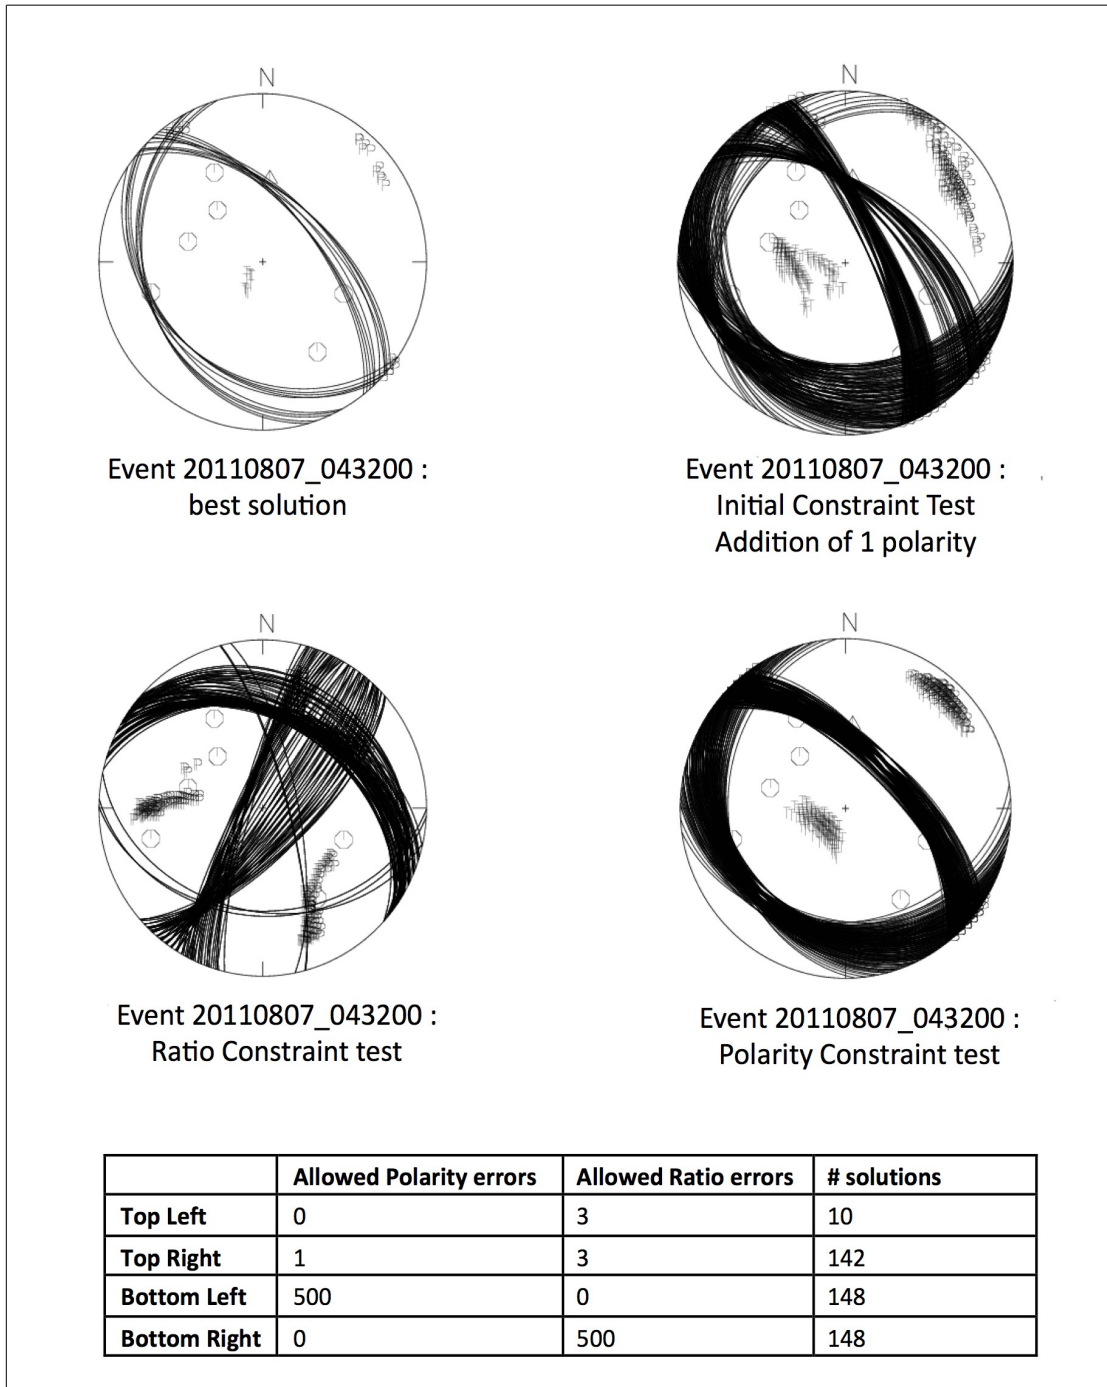 N
N
Event 20110807_043200 :
best solution
Event 20110807_043200 :
Initial Constraint Test
Addition of 1 polarity
N
N
Event 20110807_043200 :
Ratio Constraint test
Event 20110807_043200 :
Polarity Constraint test
Allowed Polarity errors Allowed Ratio errors # solutions
Top Left 0 3 10
Top Right 1 3 142
Bottom Left 500 0 148
Bottom Right 0 500 148